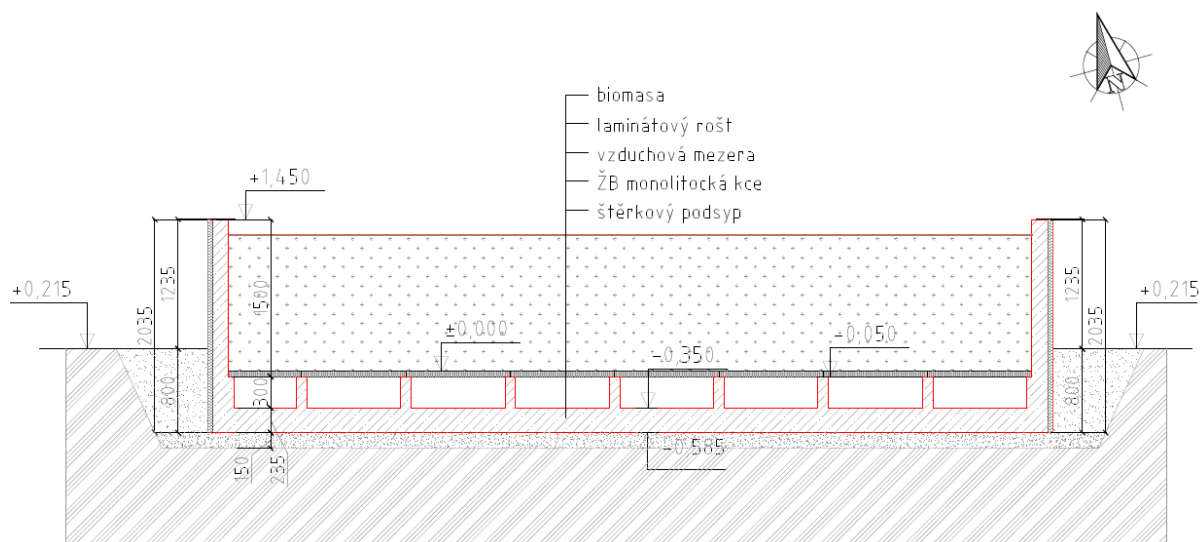 biomasa
laminátový rošt
vzduchová mezera
ŽB monolitocká kce
štěrkový podsyp
N
+1,450
+0,215
+0,215
2035
1235
1500
800
300
±0,000
-0,350
-0,050
1235
2035
800
-0,585
150
235